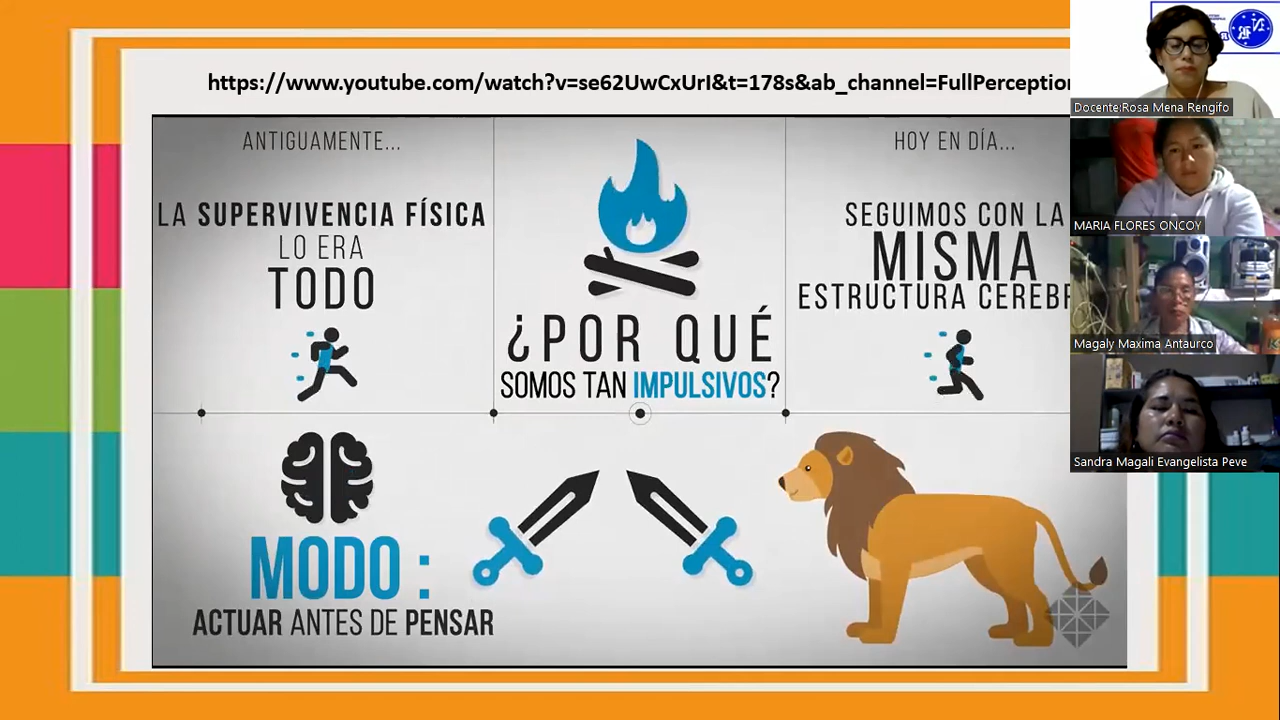 https://www.youtube.com/watch?v=se62UwCxUrI&t=178s&ab_channel=FullPerception
ANTIGUAMENTE...
LA SUPERVIVENCIA FÍSICA
LO ERA
TODO
¿POR QUÉ
SOMOS TAN IMPULSIVOS?
HOY EN DÍA...
SEGUIMOS CON LA
MISMA
ESTRUCTURA CEREB
MODO :
ACTUAR ANTES DE PENSAR
Docente:Rosa Mena Rengifo
MARIA FLORES ONCOY
Magaly Maxima Antaurco
Sandra Magali Evangelista Peve